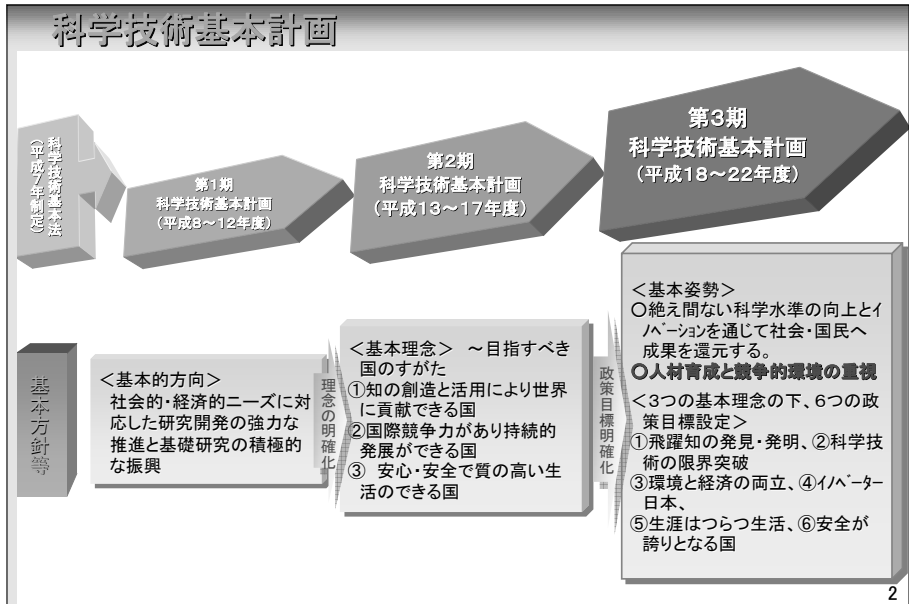 科学技術基本計画
科学技術基本法
(平成7年制定)
第1期
科学技術基本計画
(平成8～12年度)
第2期
科学技術基本計画
(平成13～17年度)
第3期
科学技術基本計画
(平成18～22年度)
基本方針等
＜基本的方向＞
社会的・経済的ニーズに対
応した研究開発の強力な
推進と基礎研究の積極的
な振興
理念の明確化
＜基本理念＞　～目指すべき
国のすがた
①知の創造と活用により世界
に貢献できる国
②国際競争力があり持続的
発展ができる国
③　安心・安全で質の高い生
活のできる国
政策目標明確化
＜基本姿勢＞
○絶え間ない科学水準の向上とイ
ﾉﾍﾞｰｼｮﾝを通じて社会・国民へ
成果を還元する。
○人材育成と競争的環境の重視
＜3つの基本理念の下、6つの政
策目標設定＞
①飛躍知の発見・発明、②科学技
術の限界突破
③環境と経済の両立、④ｲﾉﾍﾞｰﾀｰ
日本、
⑤生涯はつらつ生活、⑥安全が
誇りとなる国
2